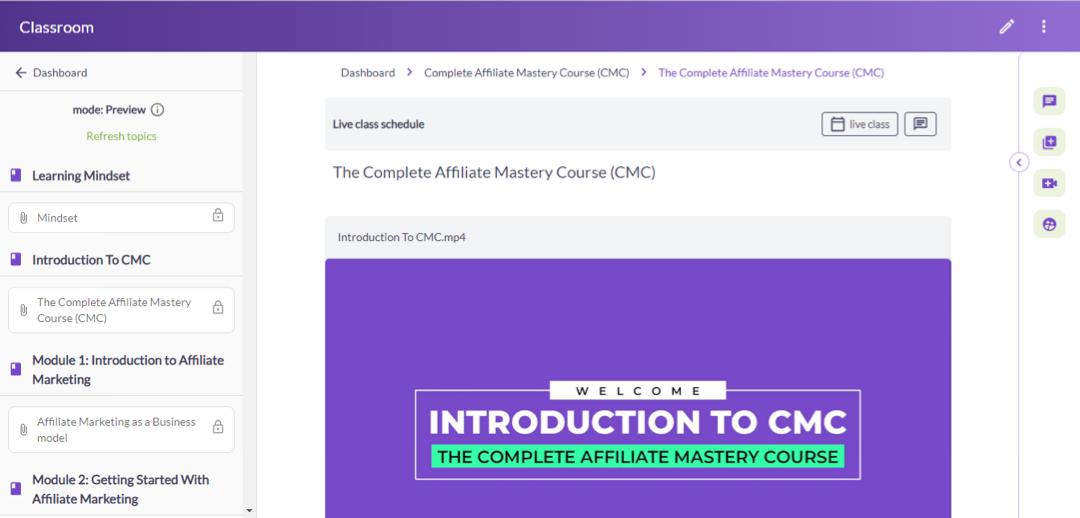 Classroom
Dashboard
mode: Preview
Refresh topics
Learning Mindset
Mindset
Introduction To CMC
The Complete Affiliate Mastery
Course (CMC)
Module 1: Introduction to Affiliate
Marketing
Affiliate Marketing as a Business
model
Module 2: Getting Started With
Affiliate Marketing
Dashboard > Complete Affiliate Mastery Course (CMC) > The Complete Affiliate Mastery Course (CMC)
Live class schedule
live class
The Complete Affiliate Mastery Course (CMC)
Introduction To CMC.mp4
WELCOME
INTRODUCTION TO CMC
THE COMPLETE AFFILIATE MASTERY COURSE